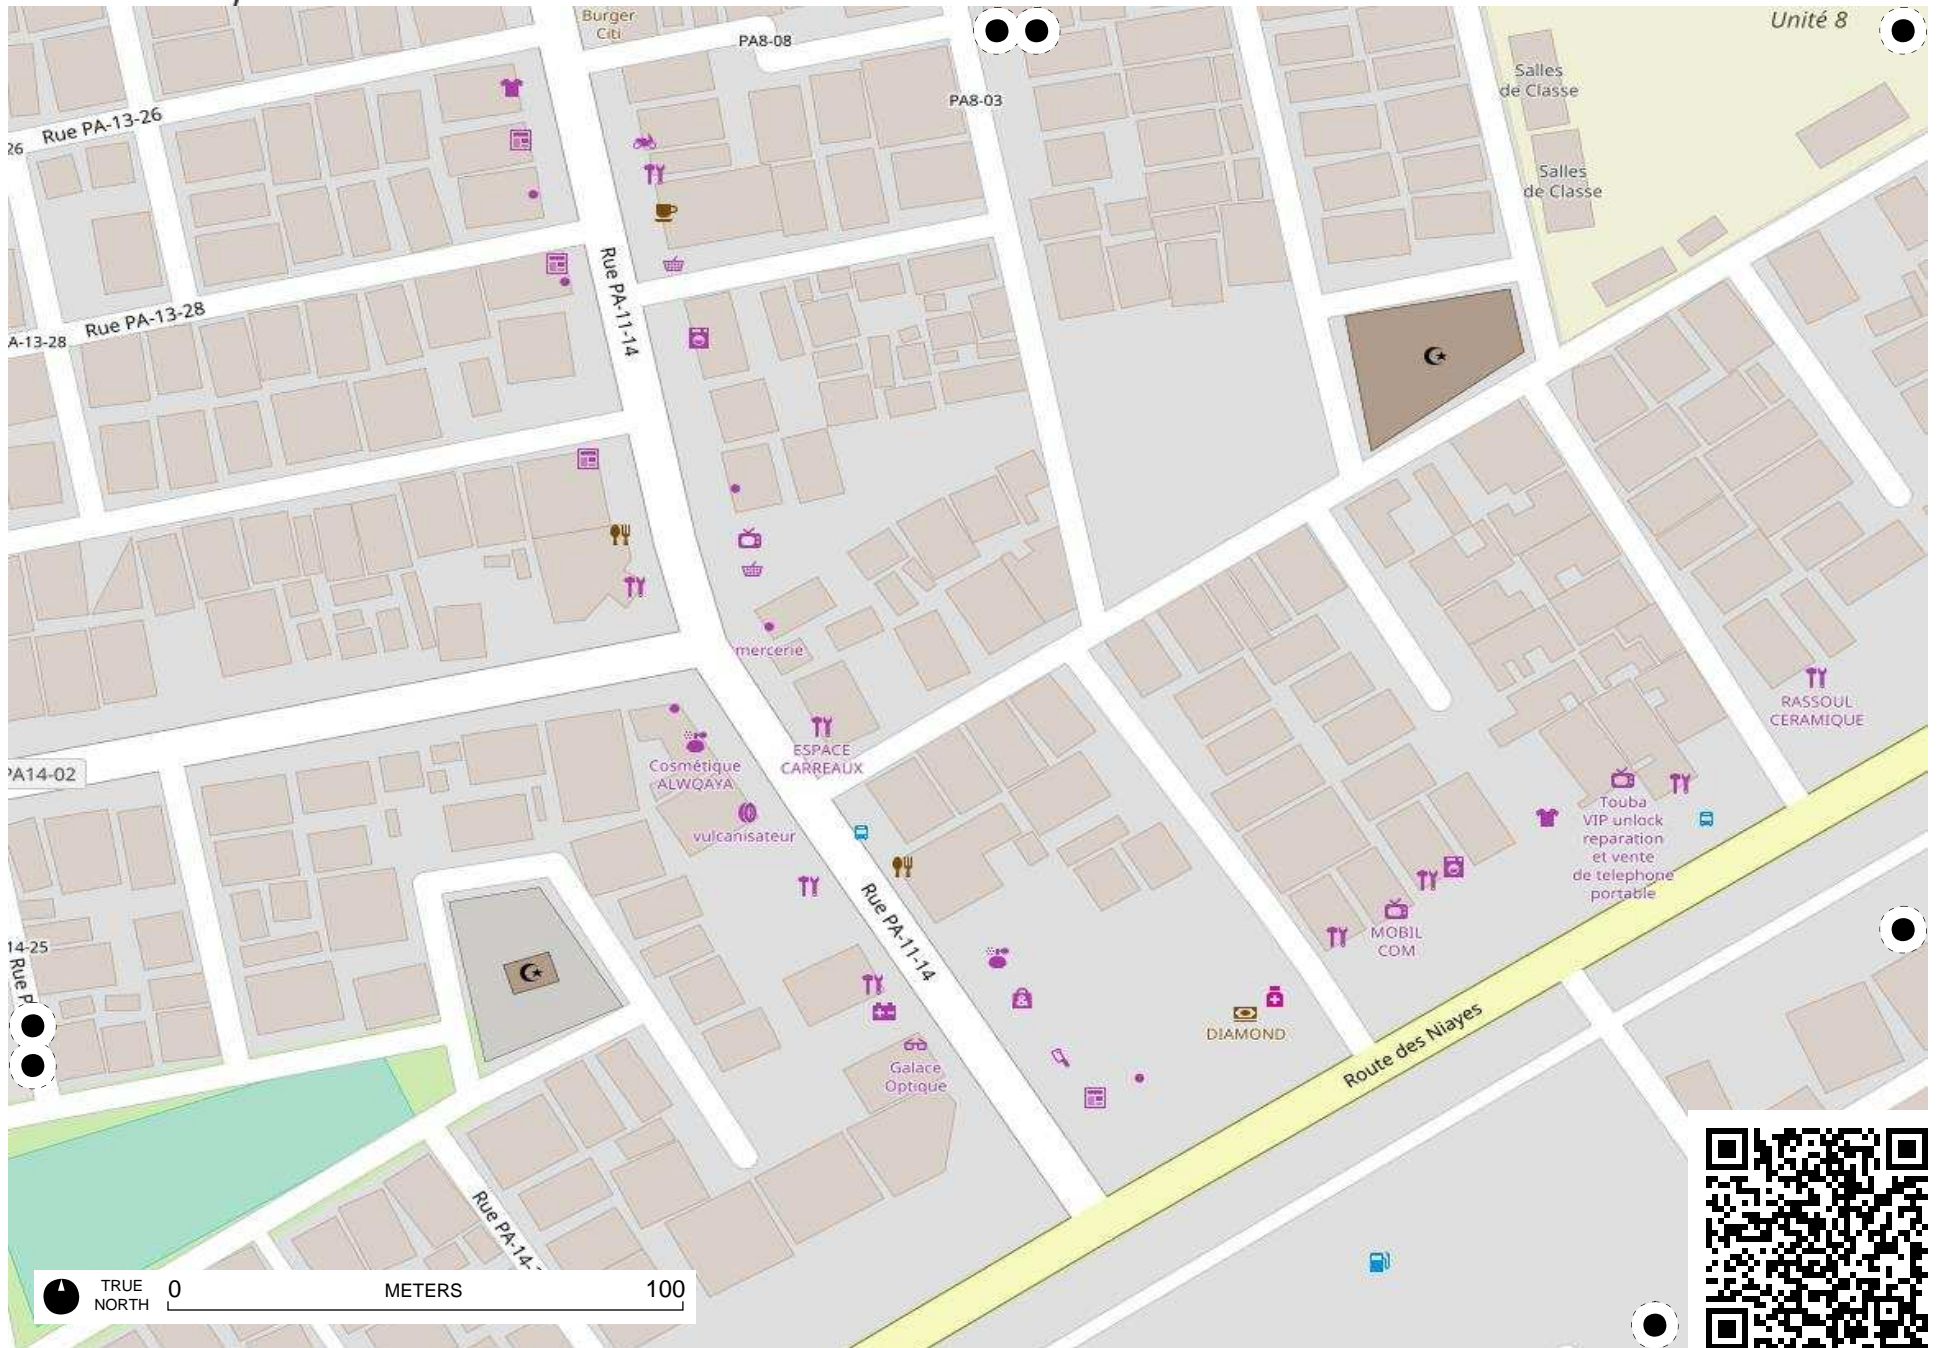 Burger
Citi
PA8-08
Unité 8
Salles
de Classe
PA8-03
Rue PA-13-26
26
Salles
de Classe
Rue PA-11-14
Rue PA-13-28
A-13-28
mercerie
RASSOUL
CERAMIQUE
ESPACE
CARREAUX
Cosmétique
ALWQAYA
PA14-02
vulcanisateur
Touba
VIP unlock
reparation
et vente
de telephone
portable
Rue PA-11-14
MOBIL
COM
14-25
Rue P
DIAMOND
Route des Niayes
Galace
Optique
Rue PA-14-
TRUE
NORTH
0
METERS
100